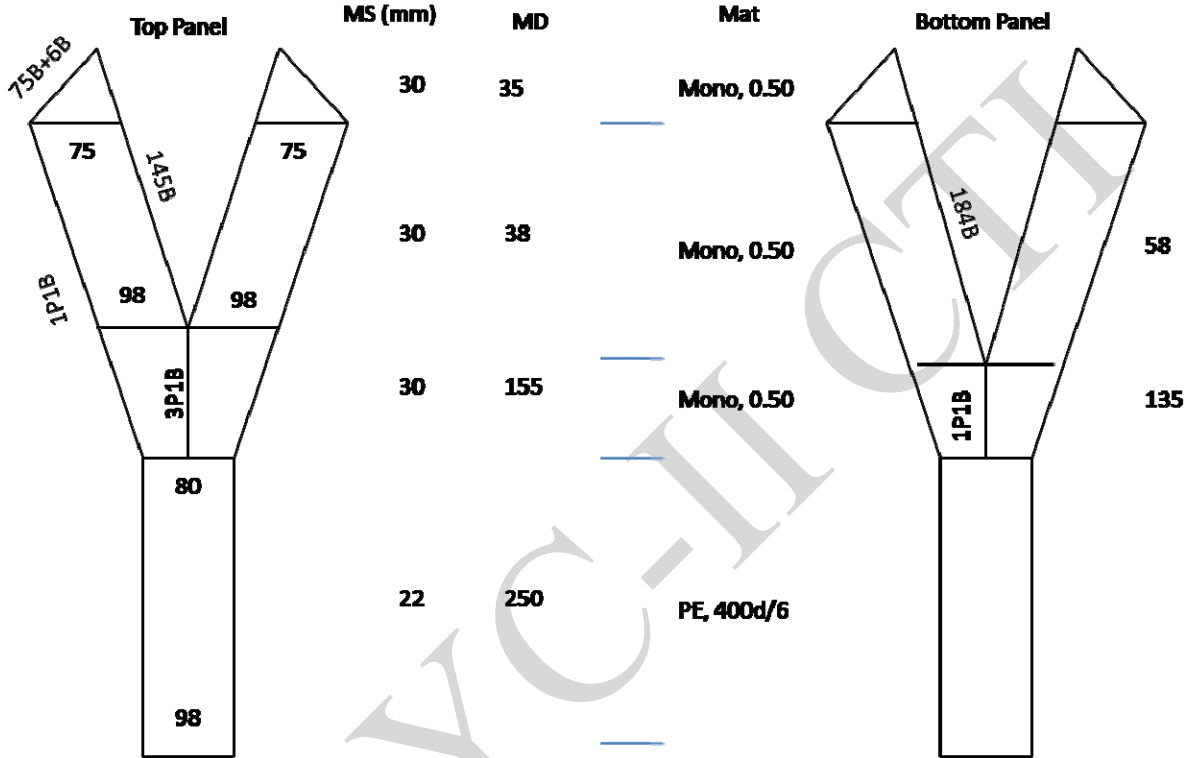 Top Panel MS (mm) MD Mat Bottom Panel
75B+6B 30 35 Mono, 0.50
75 75 145B
30 38 Mono, 0.50 184B 58
1P1B 98 98
3P1B 30 155 Mono, 0.50 1P1B 135
80
22 250 PE, 400d/6
98
YC-II CTI